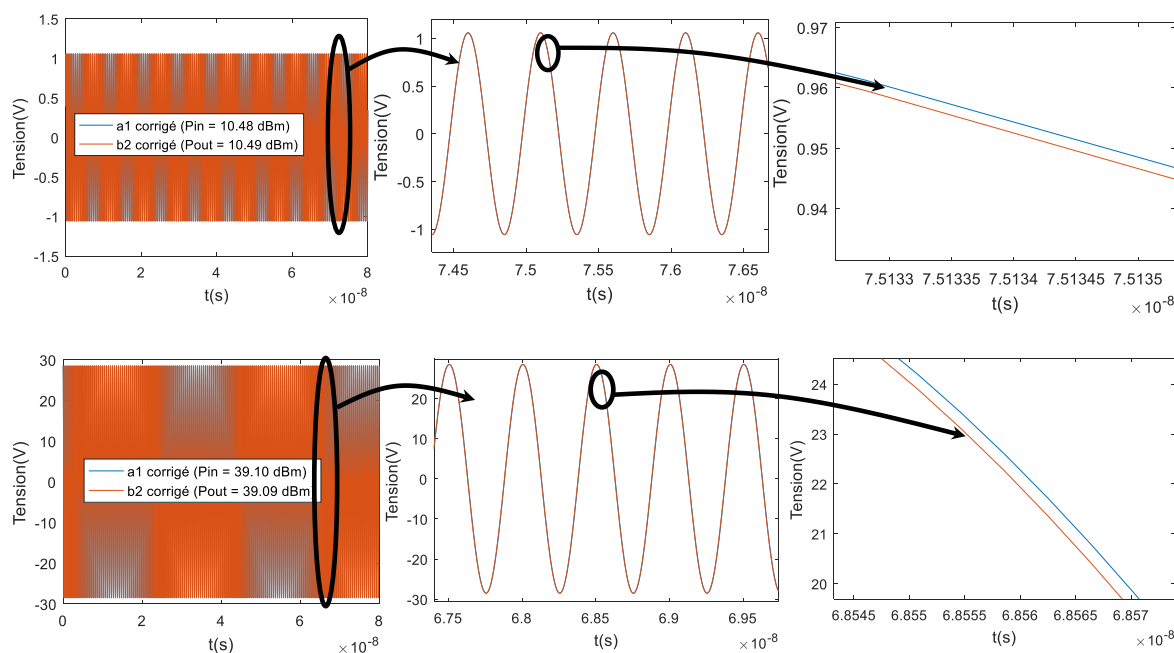 1.5
1
0.5
0
-0.5
-1
-1.5
Tension(V)
a1 corrigé (Pin = 10.48 dBm)
b2 corrigé (Pout = 10.49 dBm)
0 2 4 6 8
t(s)
×10-8
1
0.5
0
-0.5
-1
Tension(V)
7.45 7.5 7.55 7.6 7.65
t(s)
×10-8
0.97
0.96
0.95
0.94
Tension(V)
7.5133 7.51335 7.5134 7.51345 7.5135
t(s)
×10-8
30
20
10
0
-10
-20
-30
Tension(V)
a1 corrigé (Pin = 39.10 dBm)
b2 corrigé (Pout = 39.09 dBm)
0 2 4 6 8
t(s)
×10-8
20
10
0
-10
-20
-30
Tension(V)
6.75 6.8 6.85 6.9 6.95
t(s)
×10-8
24
23
22
21
20
Tension(V)
6.8545 6.855 6.8555 6.856 6.8565 6.857
t(s)
×10-8